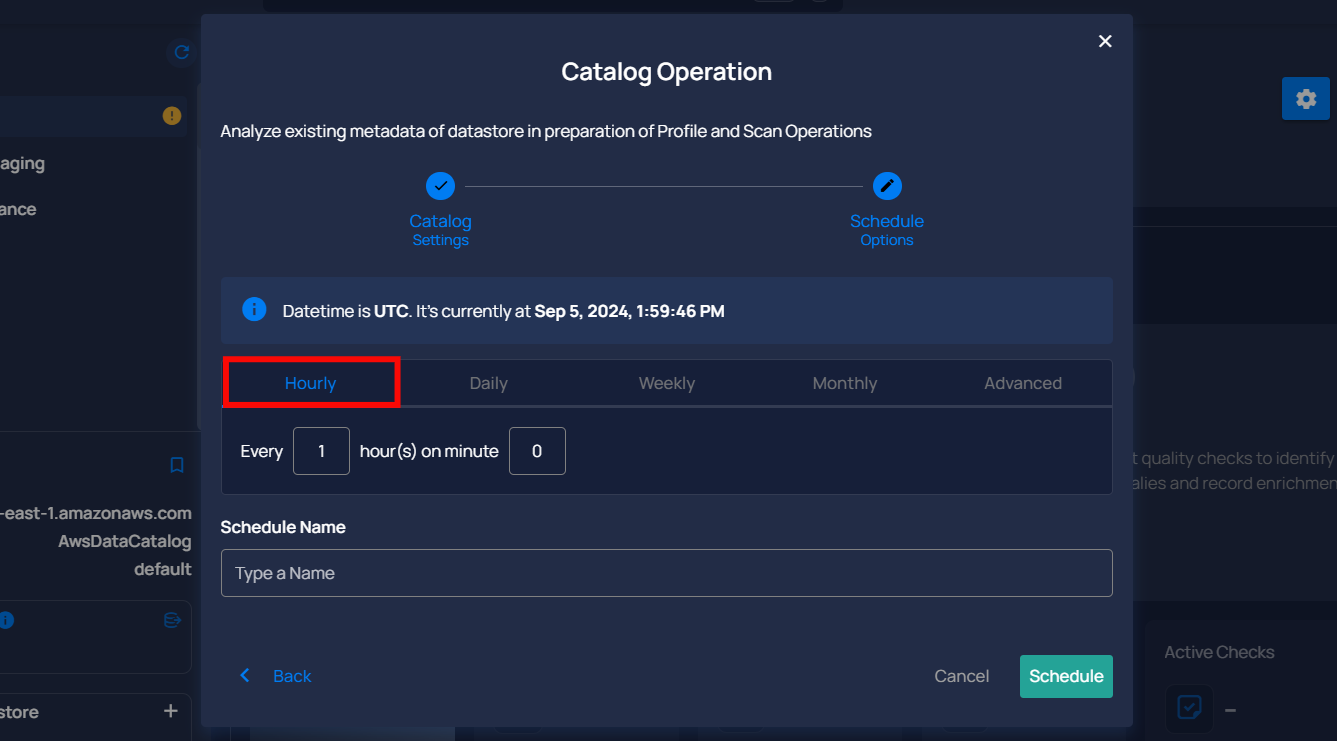 Catalog Operation
Analyze existing metadata of datastore in preparation of Profile and Scan Operations
Catalog
Settings
Schedule
Options
Datetime is UTC. It's currently at Sep 5, 2024, 1:59:46 PM
Hourly Daily Weekly Monthly Advanced
Every 1 hour(s) on minute 0
Schedule Name
Type a Name
Back Cancel Schedule
aging
ance
-east-1.amazonaws.com
AwsDataCatalog
default
store
t quality checks to identify
alies and record enrichmen
Active Checks
–